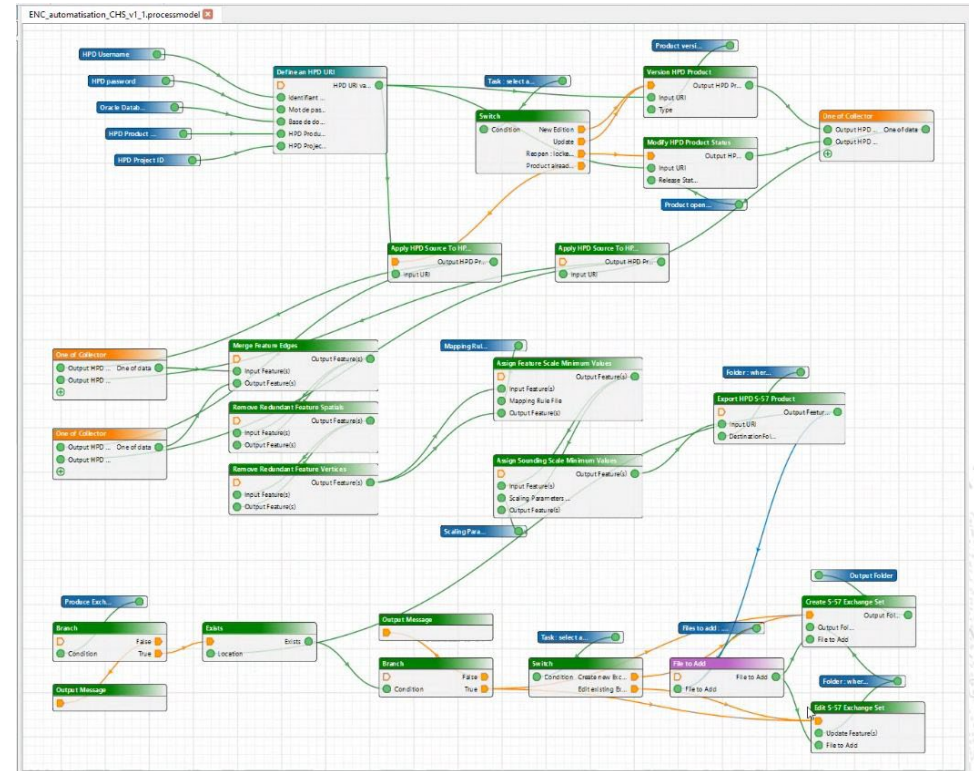 ENC_automatisation_CHS_v1_1.processmodel
HPD Username
HPD password
Oracle Datab...
HPD Product ...
HPD Project ID
Define an HPD URI
HPD URI va...
Identifiant ...
Mot de pas...
Base de do...
HPD Produ...
HPD Projec...
Task : select a...
Switch
Condition
New Edition
Update
Reopen : locke...
Product alread...
Product versi...
Version HPD Product
Output HPD Pr...
Input URI
Type
Modify HPD Product Status
Output HP...
Input URI
Release Stat...
Product open...
One of Collector
Output HPD ...
One of data
Output HPD ...
Apply HPD Source To HP...
Output HPD Pr...
Input URI
Apply HPD Source To HP...
Output HPD Pr...
Input URI
One of Collector
Output HPD ...
One of data
Output HPD ...
One of Collector
Output HPD ...
One of data
Output HPD ...
Merge Feature Edges
Output Feature(s)
Input Feature(s)
Output Feature(s)
Remove Redundant Feature Spatials
Output Feature(s)
Input Feature(s)
Output Feature(s)
Remove Redundant Feature Vertices
Output Feature(s)
Input Feature(s)
Output Feature(s)
Mapping Rul...
Assign Feature Scale Minimum Values
Output Feature(s)
Input Feature(s)
Mapping Rule File
Output Feature(s)
Assign Sounding Scale Minimum Values
Output Feature(s)
Input Feature(s)
Scaling Parameters ...
Output Feature(s)
Scaling Para...
Folder : wher...
Export HPD S-57 Product
Output Featur...
Input URI
Destination Fol...
Produce Exch...
Branch
False
Condition
True
Output Message
Exists
Exists
Location
Output Message
Branch
False
Condition
True
Task : select a...
Switch
Condition
Create new Exc...
Edit existing Ex...
Files to add : ...
File to Add
File to Add
File to Add
Output Folder
Create S-57 Exchange Set
Output Fol...
Output Fol...
File to Add
Folder : wher...
Edit S-57 Exchange Set
Update Feature(s)
File to Add